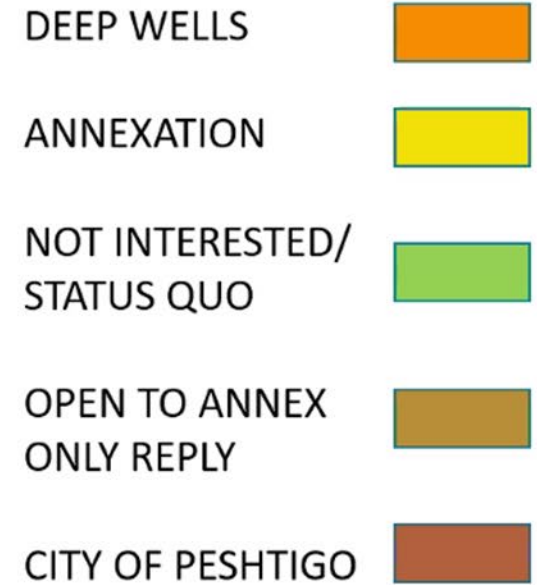 DEEP WELLS
ANNEXATION
NOT INTERESTED/
STATUS QUO
OPEN TO ANNEX
ONLY REPLY
CITY OF PESHTIGO